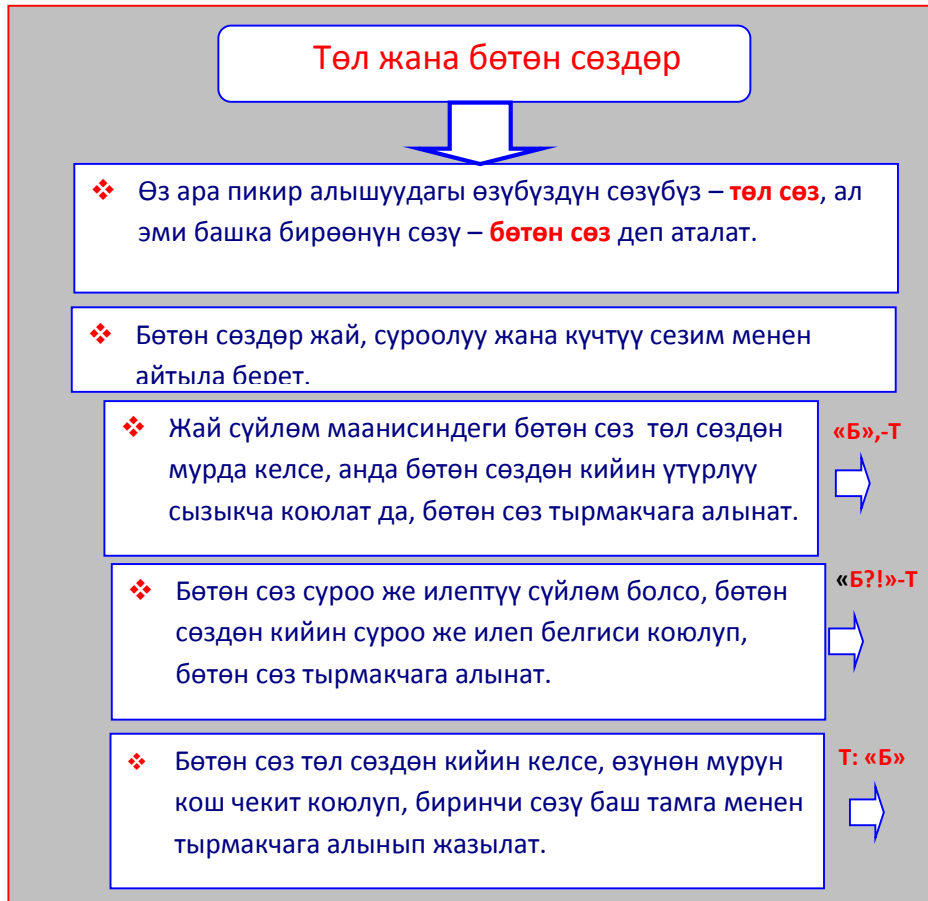 Төл жана бөтөн сөздөр
❖ Өз ара пикир алышуудагы өзүбүздүн сөзүбүз – төл сөз, ал
эми башка бирөөнүн сөзү – бөтөн сөз деп аталат.
❖ Бөтөн сөздөр жай, суроолуу жана күчтүү сезим менен
айтыла берет.
❖ Жай сүйлөм маанисиндеги бөтөн сөз төл сөздөн
мурда келсе, анда бөтөн сөздөн кийин үтүрлүү
сызыкча коюлат да, бөтөн сөз тырмакчага алынат.
«Б»,-Т
❖ Бөтөн сөз суроо же илептүү сүйлөм болсо, бөтөн
сөздөн кийин суроо же илеп белгиси коюлуп,
бөтөн сөз тырмакчага алынат.
«Б?!»-Т
❖ Бөтөн сөз төл сөздөн кийин келсе, өзүнөн мурун
кош чекит коюлуп, биринчи сөзү баш тамга менен
тырмакчага алынып жазылат.
Т: «Б»